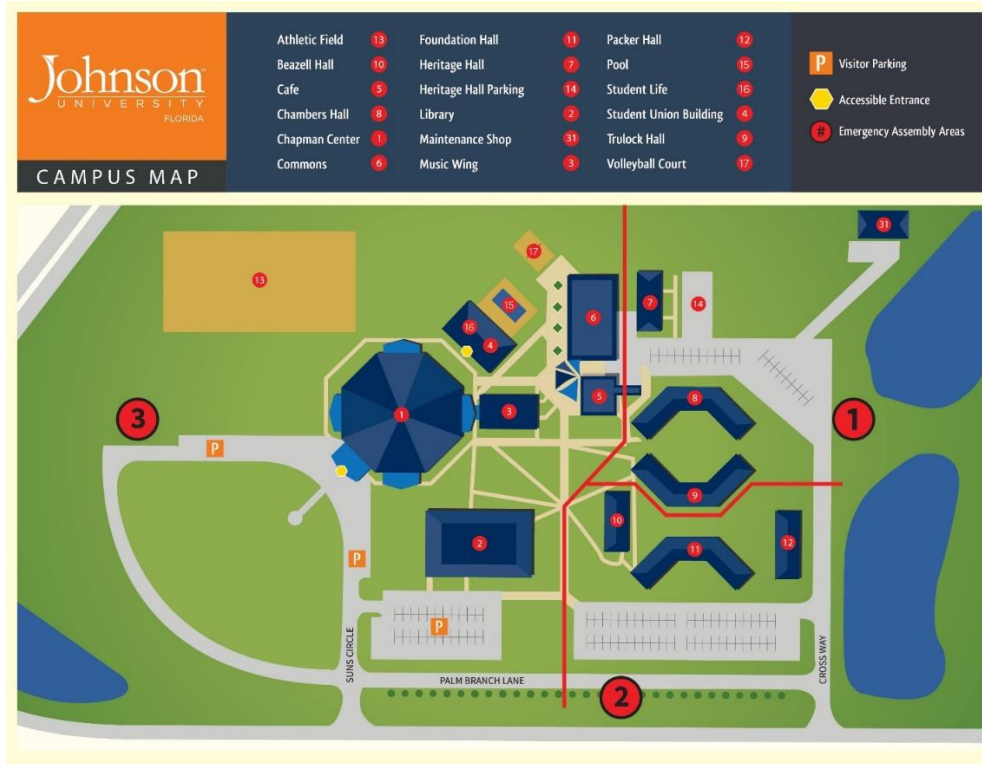 Johnson™
UNIVERSITY
FLORIDA
CAMPUS MAP
Athletic Field 13
Beazell Hall 10
Cafe 5
Chambers Hall 8
Chapman Center 1
Commons 6
Foundation Hall 11
Heritage Hall 7
Heritage Hall Parking 14
Library 2
Maintenance Shop 31
Music Wing 3
Packer Hall 12
Pool 15
Student Life 16
Student Union Building 4
Trulock Hall 9
Volleyball Court 17
P Visitor Parking
Accessible Entrance
# Emergency Assembly Areas
31
17
13
15
16
4
6
7
14
5
8
1
3
3
1
P
9
10
2
11
12
P
P
SUNS CIRCLE
PALM BRANCH LANE
2
CROSS WAY